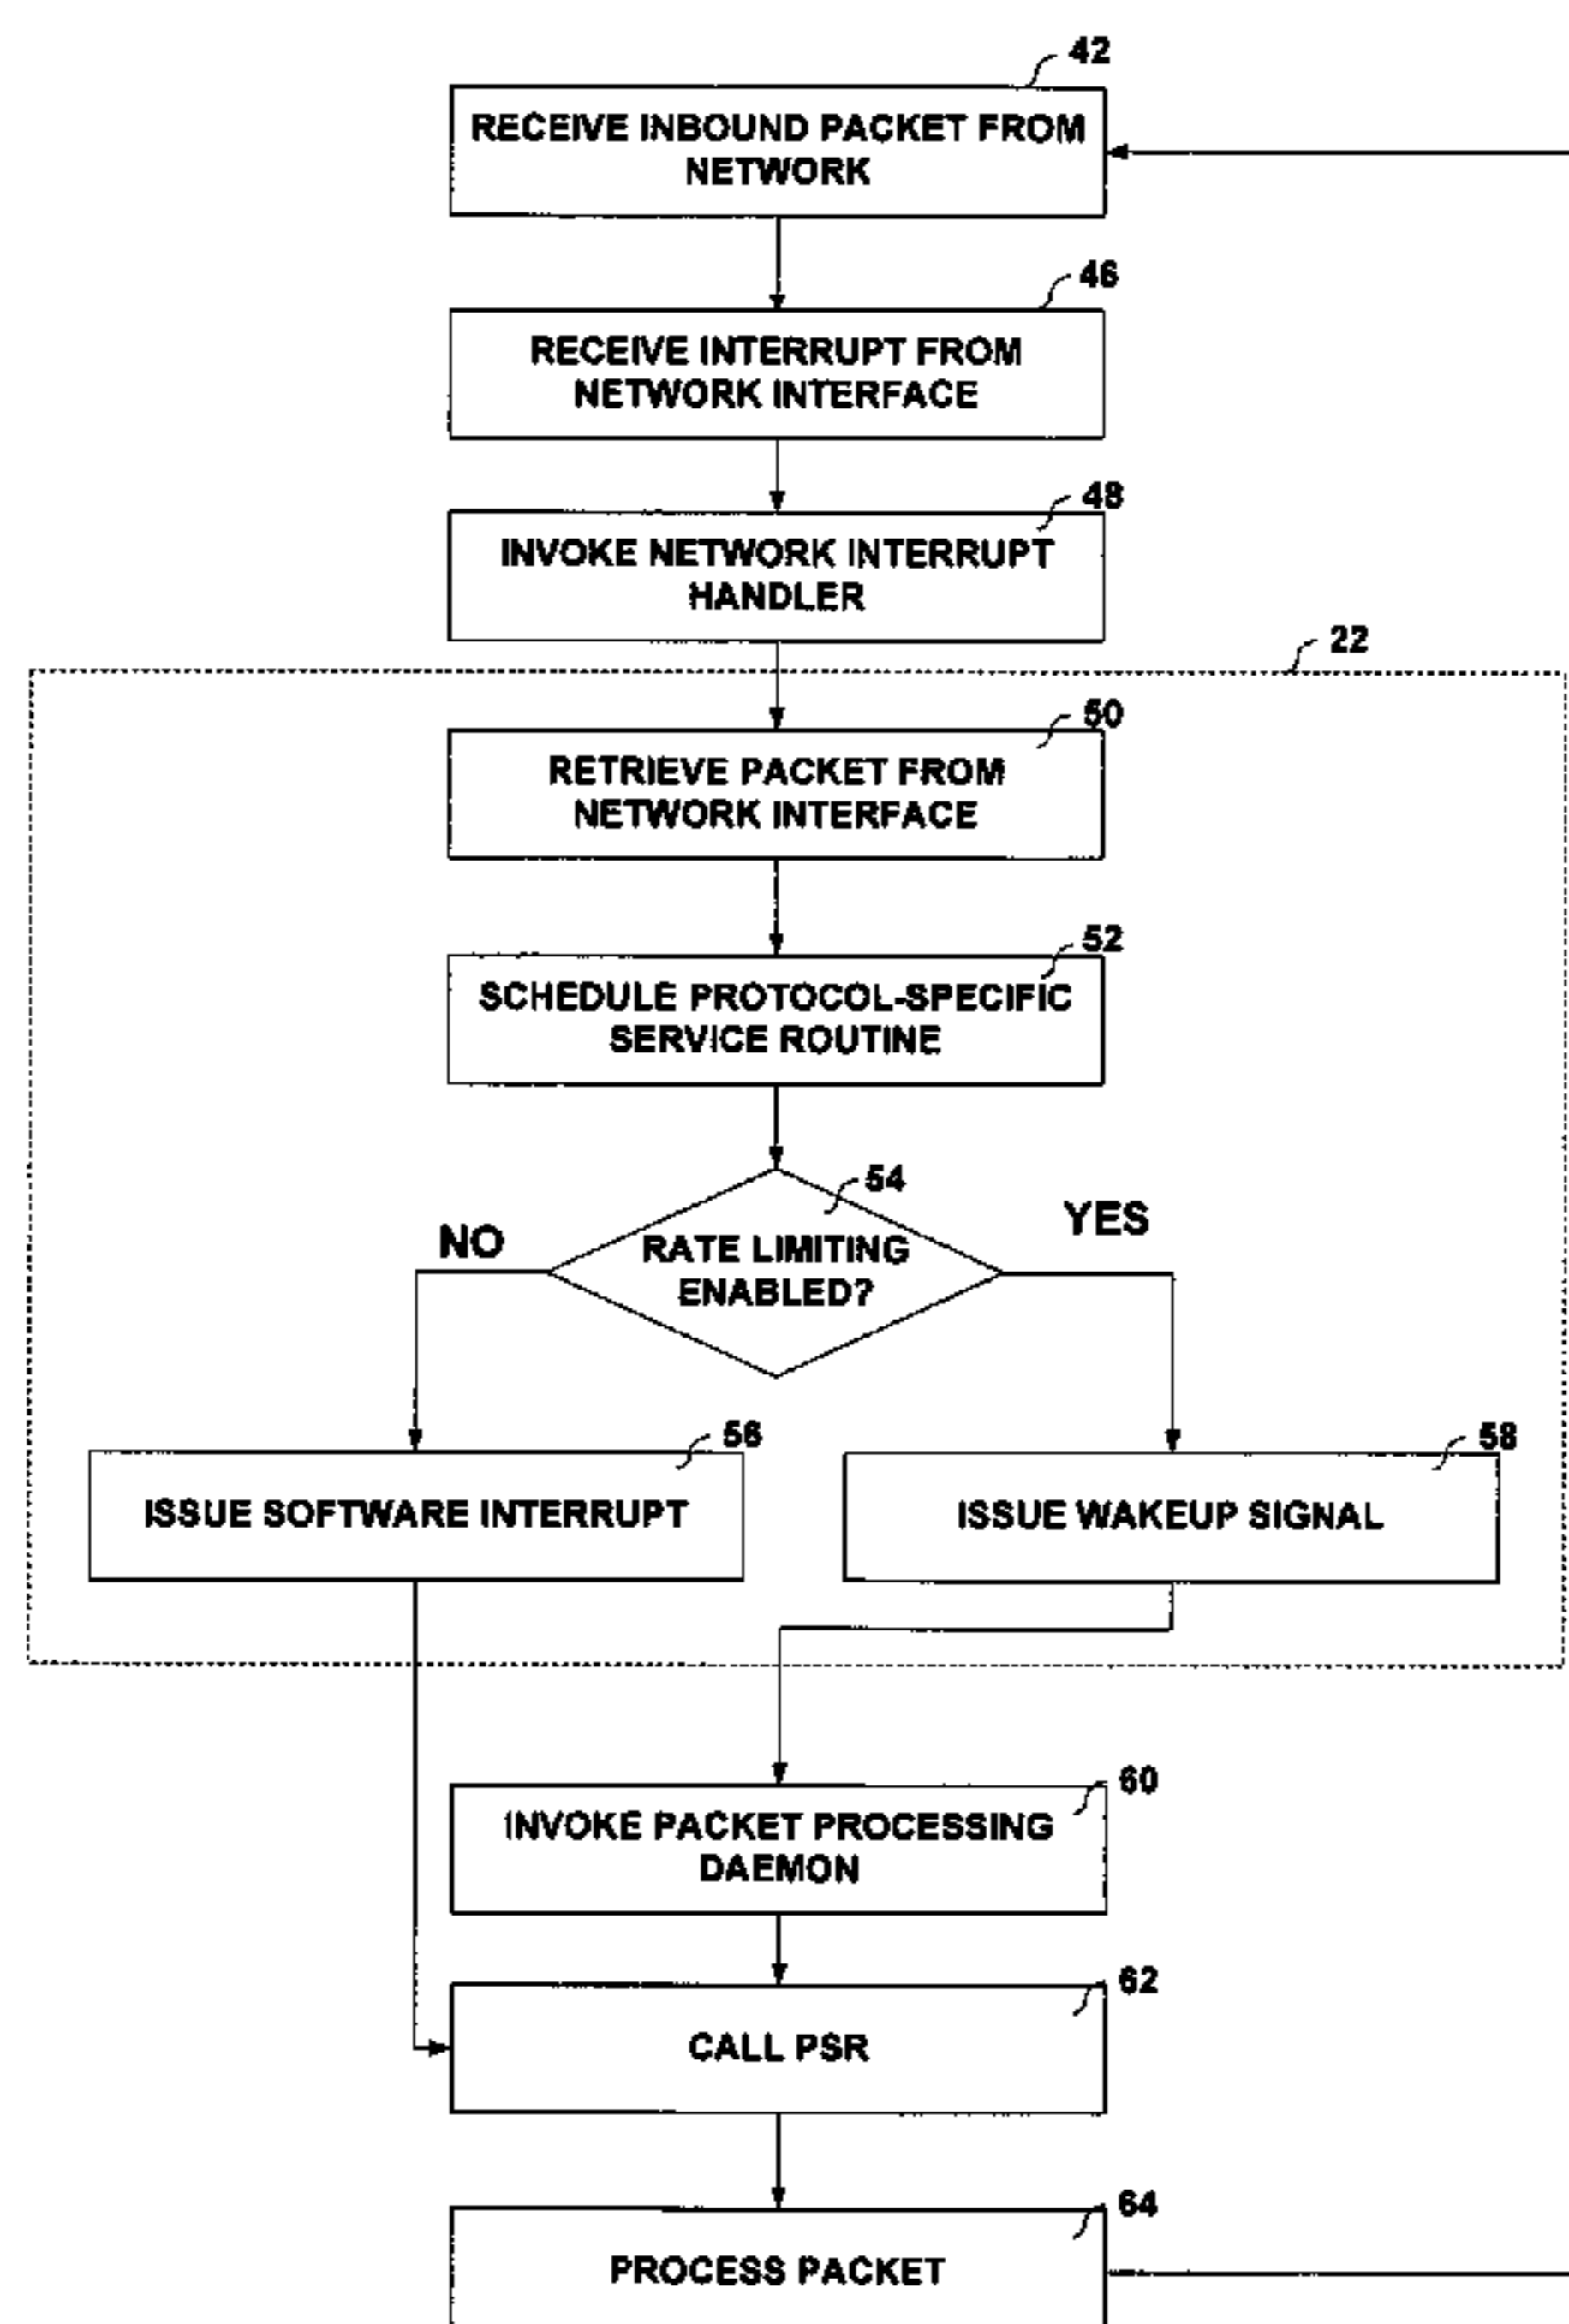 42
RECEIVE INBOUND PACKET FROM
NETWORK
46
RECEIVE INTERRUPT FROM
NETWORK INTERFACE
48
INVOKE NETWORK INTERRUPT
HANDLER
22
50
RETRIEVE PACKET FROM
NETWORK INTERFACE
52
SCHEDULE PROTOCOL-SPECIFIC
SERVICE ROUTINE
54
NO
YES
RATE LIMITING
ENABLED?
56
58
ISSUE SOFTWARE INTERRUPT
ISSUE WAKEUP SIGNAL
60
INVOKE PACKET PROCESSING
DAEMON
62
CALL PSR
64
PROCESS PACKET